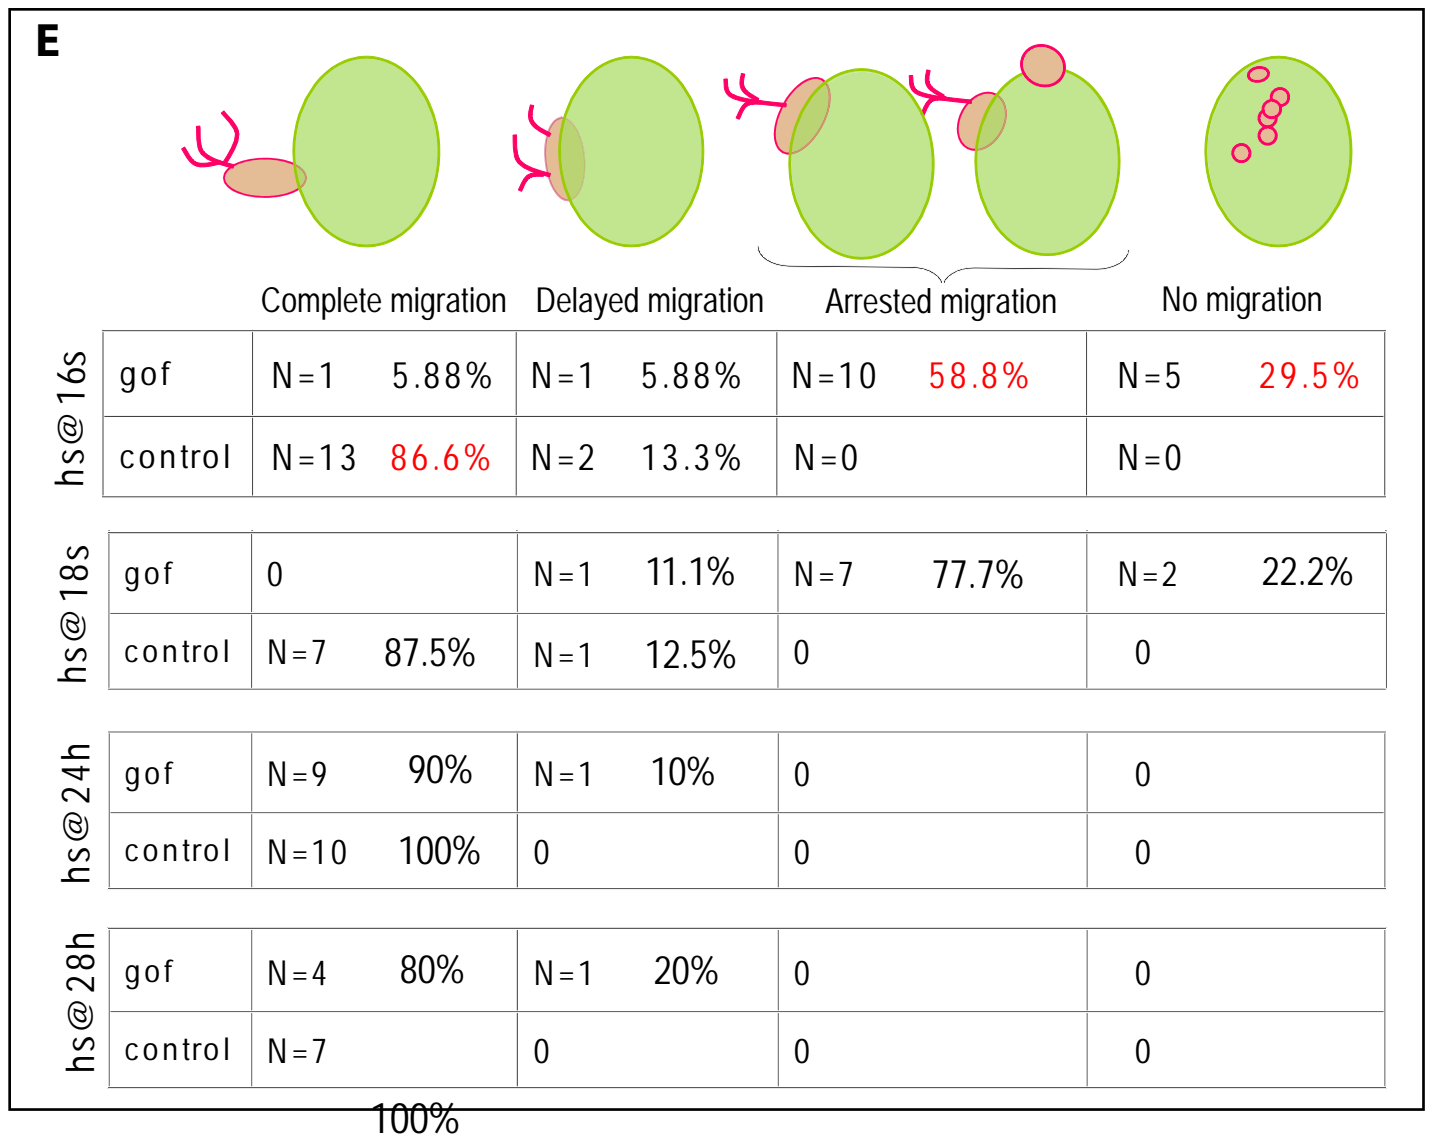 E
Complete migration Delayed migration Arrested migration No migration
hs@16s
gof N=1 5.88% N=1 5.88% N=10 58.8% N=5 29.5%
control N=13 86.6% N=2 13.3% N=0 N=0
hs@18s
gof 0 N=1 11.1% N=7 77.7% N=2 22.2%
control N=7 87.5% N=1 12.5% 0 0
hs@24h
gof N=9 90% N=1 10% 0 0
control N=10 100% 0 0 0
hs@28h
gof N=4 80% N=1 20% 0 0
control N=7 0 0 0
100%